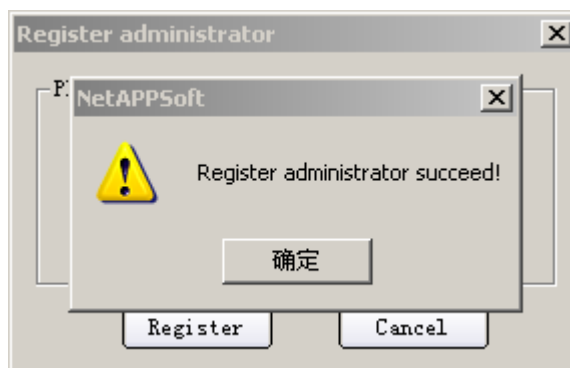 Register administrator
NetAPPSoft
Register administrator succeed!
确定
Register
Cancel